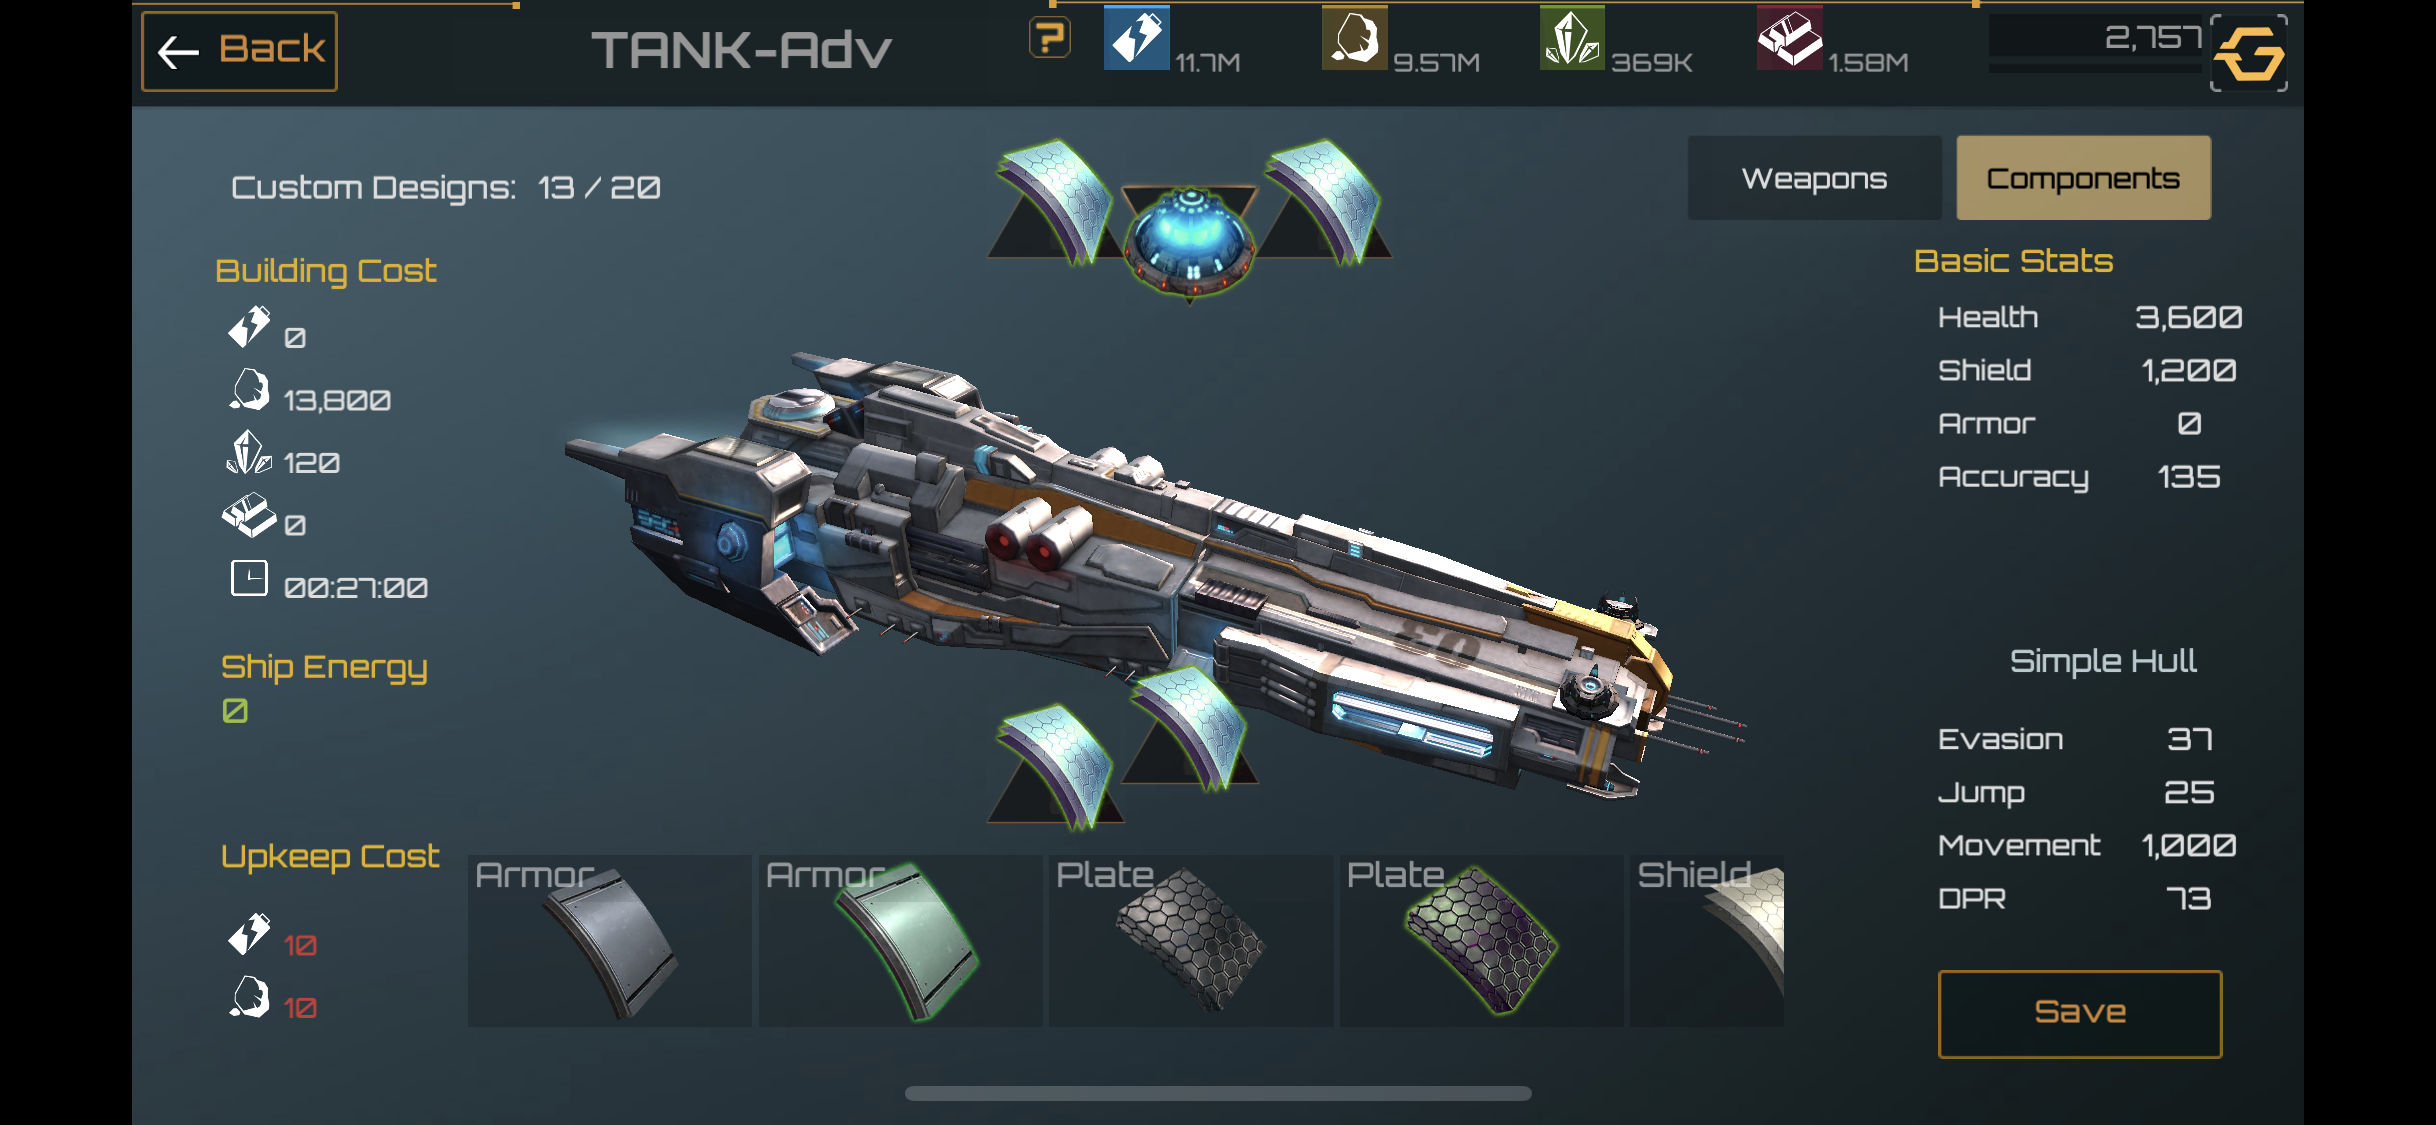 Back
TANK-Adv
?
11.7M
9.57M
369K
1.58M
2,757
Custom Designs: 13 / 20
Weapons
Components
Building Cost
0
13,800
120
0
00:27:00
Ship Energy
0
Upkeep Cost
10
10
Basic Stats
Health 3,600
Shield 1,200
Armor 0
Accuracy 135
Simple Hull
Evasion 37
Jump 25
Movement 1,000
DPR 73
Armor
Armor
Plate
Plate
Shield
Save